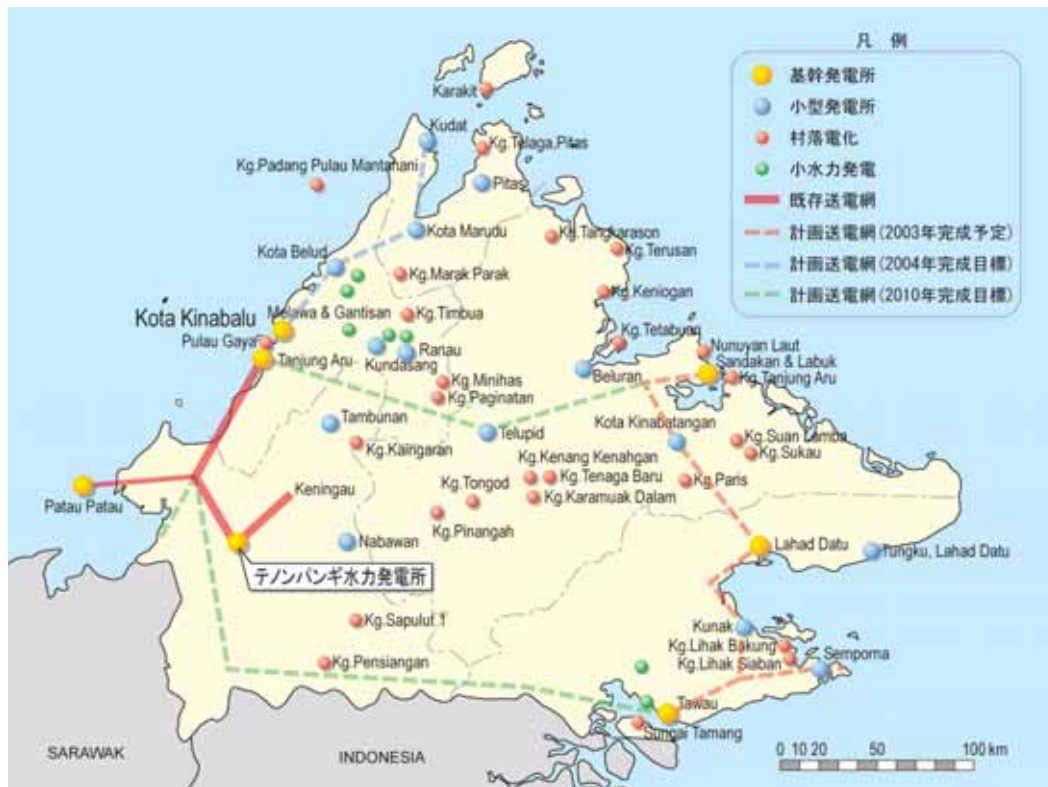 凡 例
基幹発電所
小型発電所
村落電化
小水力発電
既存送電網
計画送電網(2003年完成予定)
計画送電網(2004年完成目標)
計画送電網(2010年完成目標)
Karakit
Kudat
Kg.Telaga,Pitas
Kg.Padang Pulau Mantanani
Pitas
Kota Marudu
Kg.Tangkarason
Kg.Terusan
Kota Belud
Kg.Marak Parak
Kg.Keniogan
Melawa & Gantisan
Kota Kinabalu
Kg.Timbua
Kg.Tetabuan
Pulau Gaya
Nunuyan Laut
Tanjung Aru
Kundasang
Ranau
Sandakan & Labuk
Beluran
Kg.Tanjung Aru
Kg.Minihas
Kg.Paginatan
Tambunan
Telupid
Kota Kinabatangan
Kg.Kaingaran
Kg.Suan Lamba
Kg.Sukau
Kg.Kenang Kenahgan
Kg.Tenaga Baru
Kg.Paris
Keningau
Kg.Tongod
Kg.Karamuak Dalam
Patau Patau
Kg.Pinangah
Nabawan
Lahad Datu
Tungku, Lahad Datu
テノンパンギ水力発電所
Kg.Sapulut 1
Kunak
Kg.Lihak Bakung
Kg.Lihak Siaban
Semporna
Kg.Pensiangan
Tawau
Sungai Tamang
SARAWAK
INDONESIA
0 10 20 50 100 km